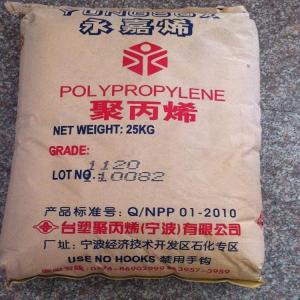 YUNGSOX
永嘉烯
POLYPROPYLENE
聚丙烯
NET WEIGHT: 25KG
GRADE:
1120
LOT NO. 10082
产品标准号: Q/NPP 01-2010
台塑聚丙烯(宁波)有限公司
厂址: 宁波经济技术开发区石化专区
USE NO HOOKS 禁用手钩